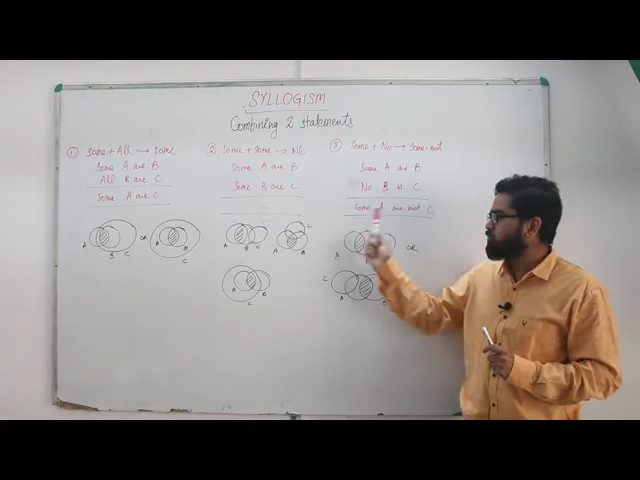 SYLLOGISM
Combining 2 statements
① Some + All → Some
Some A are B
All B are C
Some A are C
A B C OR A B C
2 Some + Some → NC
Some A are B
Some B are C
A B C A B C
A C B
③ Some + No → Some-not
Some A are B
No B is C
Some A are not C
A OR
C A B